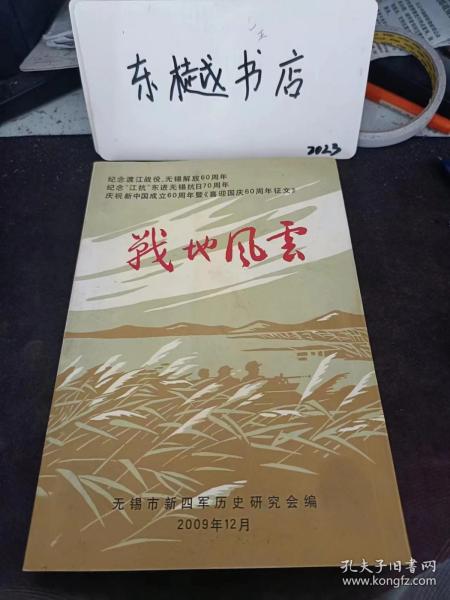 东樾书店
2023
纪念渡江战役、无锡解放60周年
纪念“江抗”东进无锡抗日70周年
庆祝新中国成立60周年暨《喜迎国庆60周年征文》
戰地风雲
无锡市新四军历史研究会编
2009年12月
孔夫子旧书网
www.kongfz.com